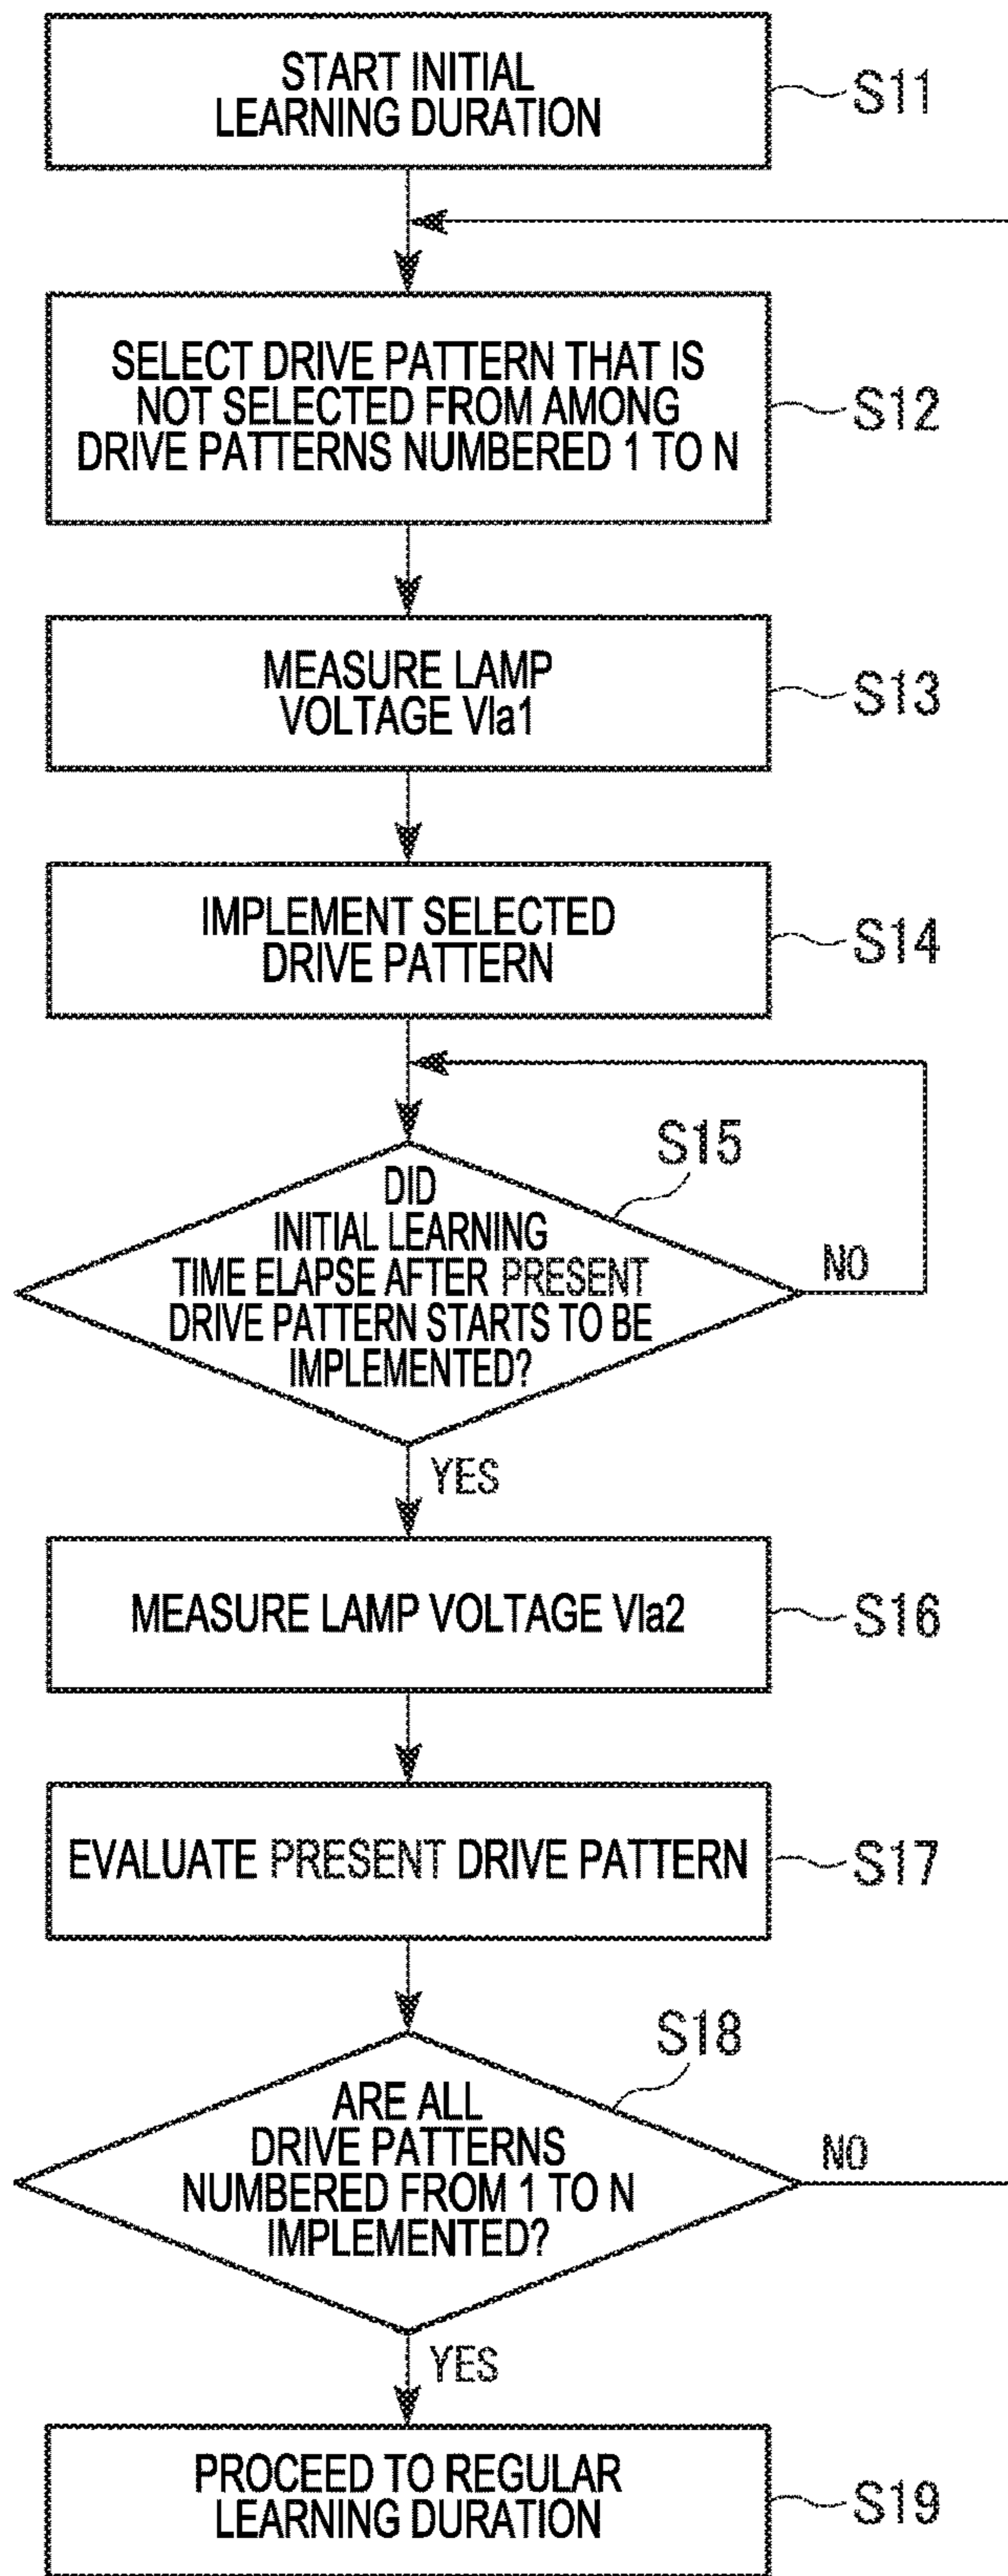 START INITIAL
LEARNING DURATION
S11
SELECT DRIVE PATTERN THAT IS
NOT SELECTED FROM AMONG
DRIVE PATTERNS NUMBERED 1 TO N
S12
MEASURE LAMP
VOLTAGE Vla1
S13
IMPLEMENT SELECTED
DRIVE PATTERN
S14
S15
DID
INITIAL LEARNING
TIME ELAPSE AFTER PRESENT
DRIVE PATTERN STARTS TO BE
IMPLEMENTED?
NO
YES
MEASURE LAMP VOLTAGE Vla2
S16
EVALUATE PRESENT DRIVE PATTERN
S17
S18
ARE ALL
DRIVE PATTERNS
NUMBERED FROM 1 TO N
IMPLEMENTED?
NO
YES
PROCEED TO REGULAR
LEARNING DURATION
S19